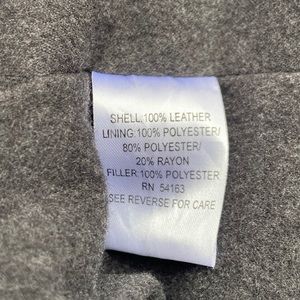 SHELL:100% LEATHER
LINING:100% POLYESTER/
80% POLYESTER/
20% RAYON
FILLER:100% POLYESTER
RN 54163
SEE REVERSE FOR CARE